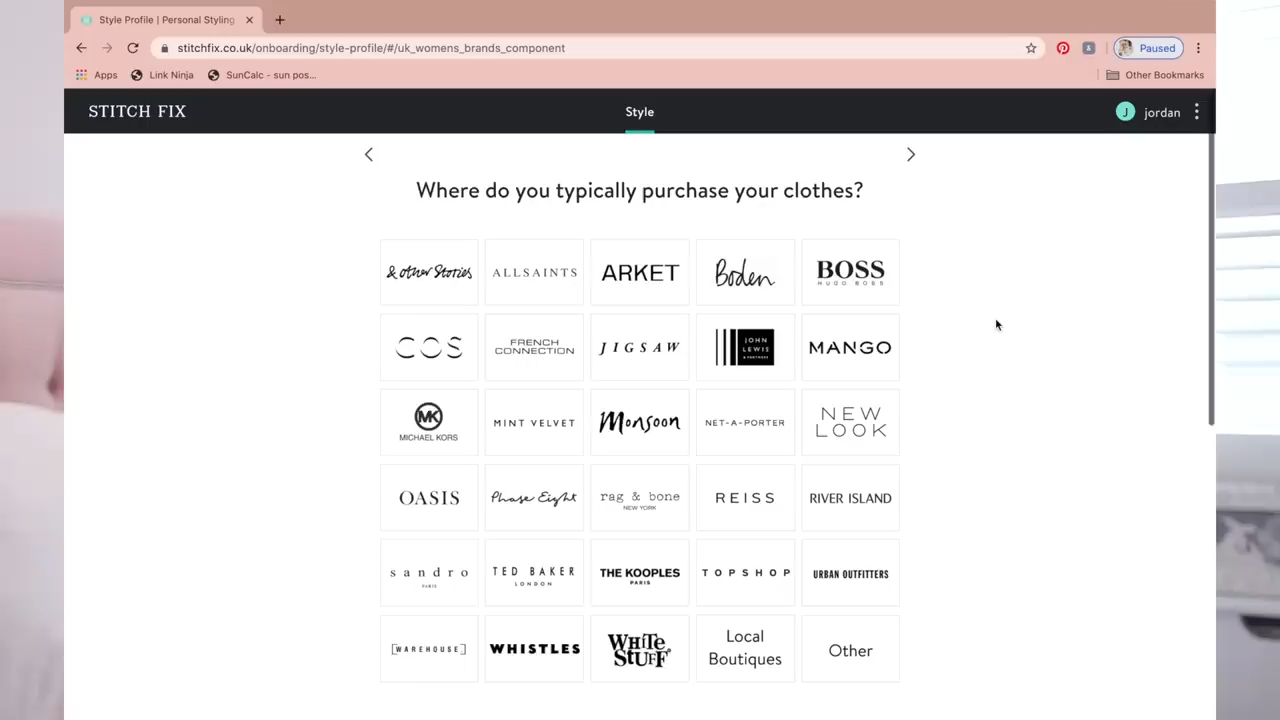 Style Profile | Personal Styling
stitchfix.co.uk/onboarding/style-profile/#/uk_womens_brands_component
Paused
Apps
Link Ninja
SunCalc - sun pos...
Other Bookmarks
STITCH FIX
Style
J
jordan
Where do you typically purchase your clothes?
& other Stories
ALLSAINTS
ARKET
Boden
BOSS
HUGO BOSS
COS
FRENCH
CONNECTION
JIGSAW
JOHN
LEWIS
& PARTNERS
MANGO
MK
MICHAEL KORS
MINT VELVET
Monsoon
NET-A-PORTER
NEW
LOOK
OASIS
Phase Eight
rag & bone
NEW YORK
REISS
RIVER ISLAND
sandro
PARIS
TED BAKER
LONDON
THE KOOPLES
PARIS
TOPSHOP
URBAN OUTFITTERS
[WAREHOUSE]
WHISTLES
WHITE
STUFF
Local
Boutiques
Other